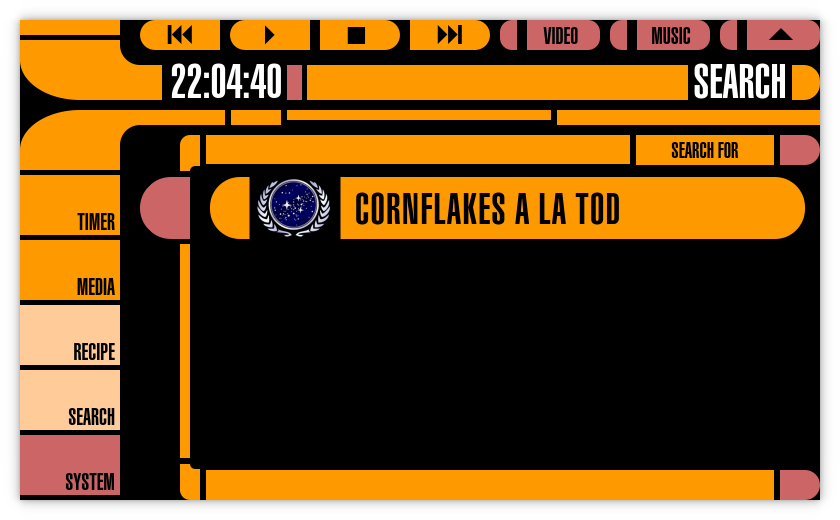 VIDEO
MUSIC
22:04:40
SEARCH
SEARCH FOR
CORNFLAKES A LA TOD
TIMER
MEDIA
RECIPE
SEARCH
SYSTEM